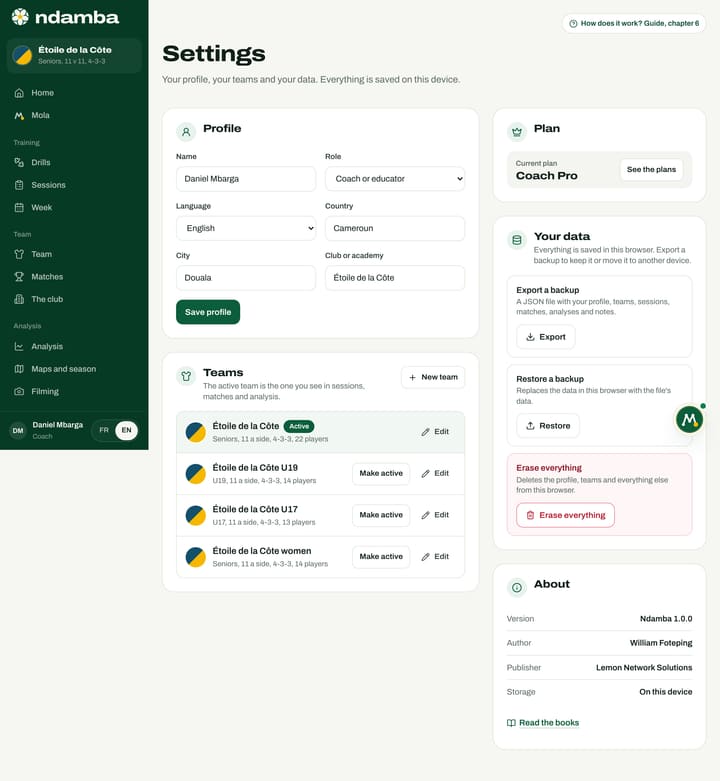 ndamba
Étoile de la Côte
Seniors, 11 v 11, 4-3-3
Home
Mola
Training
Drills
Sessions
Week
Team
Team
Matches
The club
Analysis
Analysis
Maps and season
Filming
DM
Daniel Mbarga
Coach
FR
EN
How does it work? Guide, chapter 6
Settings
Your profile, your teams and your data. Everything is saved on this device.
Profile
Name
Role
Daniel Mbarga
Coach or educator
Language
Country
English
Cameroun
City
Club or academy
Douala
Étoile de la Côte
Save profile
Teams
The active team is the one you see in sessions,
matches and analysis.
New team
Étoile de la Côte
Active
Seniors, 11 a side, 4-3-3, 22 players
Edit
Étoile de la Côte U19
U19, 11 a side, 4-3-3, 14 players
Make active
Edit
Étoile de la Côte U17
U17, 11 a side, 4-3-3, 13 players
Make active
Edit
Étoile de la Côte women
Seniors, 11 a side, 4-3-3, 14 players
Make active
Edit
Plan
Current plan
Coach Pro
See the plans
Your data
Everything is saved in this browser. Export a
backup to keep it or move it to another device.
Export a backup
A JSON file with your profile, teams, sessions,
matches, analyses and notes.
Export
Restore a backup
Replaces the data in this browser with the file's
data.
Restore
Erase everything
Deletes the profile, teams and everything else
from this browser.
Erase everything
About
Version
Ndamba 1.0.0
Author
William Foteping
Publisher
Lemon Network Solutions
Storage
On this device
Read the books